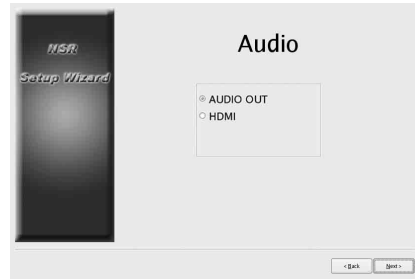 NSR
Setup Wizard
Audio
AUDIO OUT
HDMI
< Back
Next >